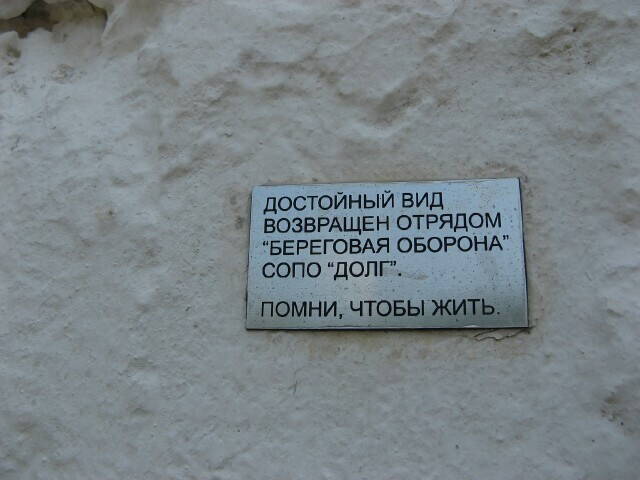 ДОСТОЙНЫЙ ВИД
ВОЗВРАЩЕН ОТРЯДОМ
"БЕРЕГОВАЯ ОБОРОНА"
СОПО "ДОЛГ".
ПОМНИ, ЧТОБЫ ЖИТЬ.